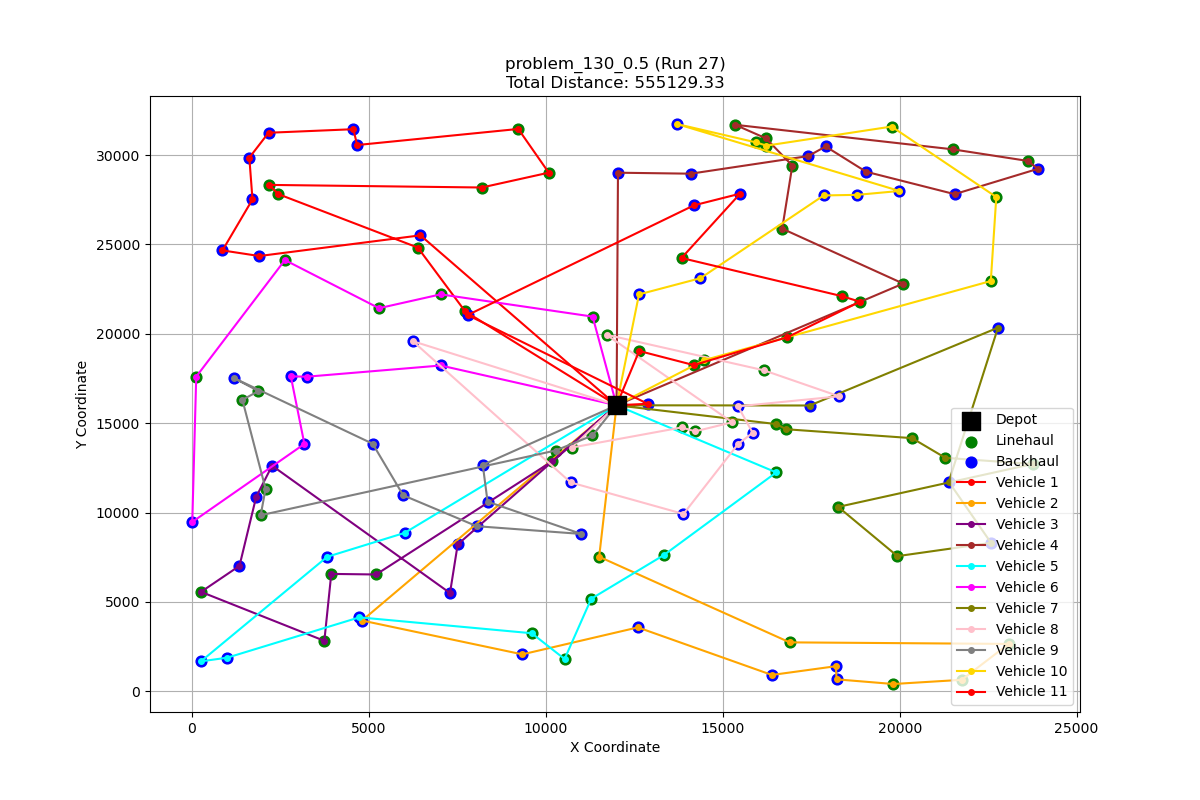 problem_130_0.5 (Run 27)
Total Distance: 555129.33
Y Coordinate
30000
25000
20000
15000
10000
5000
0
0
5000
10000
15000
20000
25000
X Coordinate
Depot
Linehaul
Backhaul
Vehicle 1
Vehicle 2
Vehicle 3
Vehicle 4
Vehicle 5
Vehicle 6
Vehicle 7
Vehicle 8
Vehicle 9
Vehicle 10
Vehicle 11